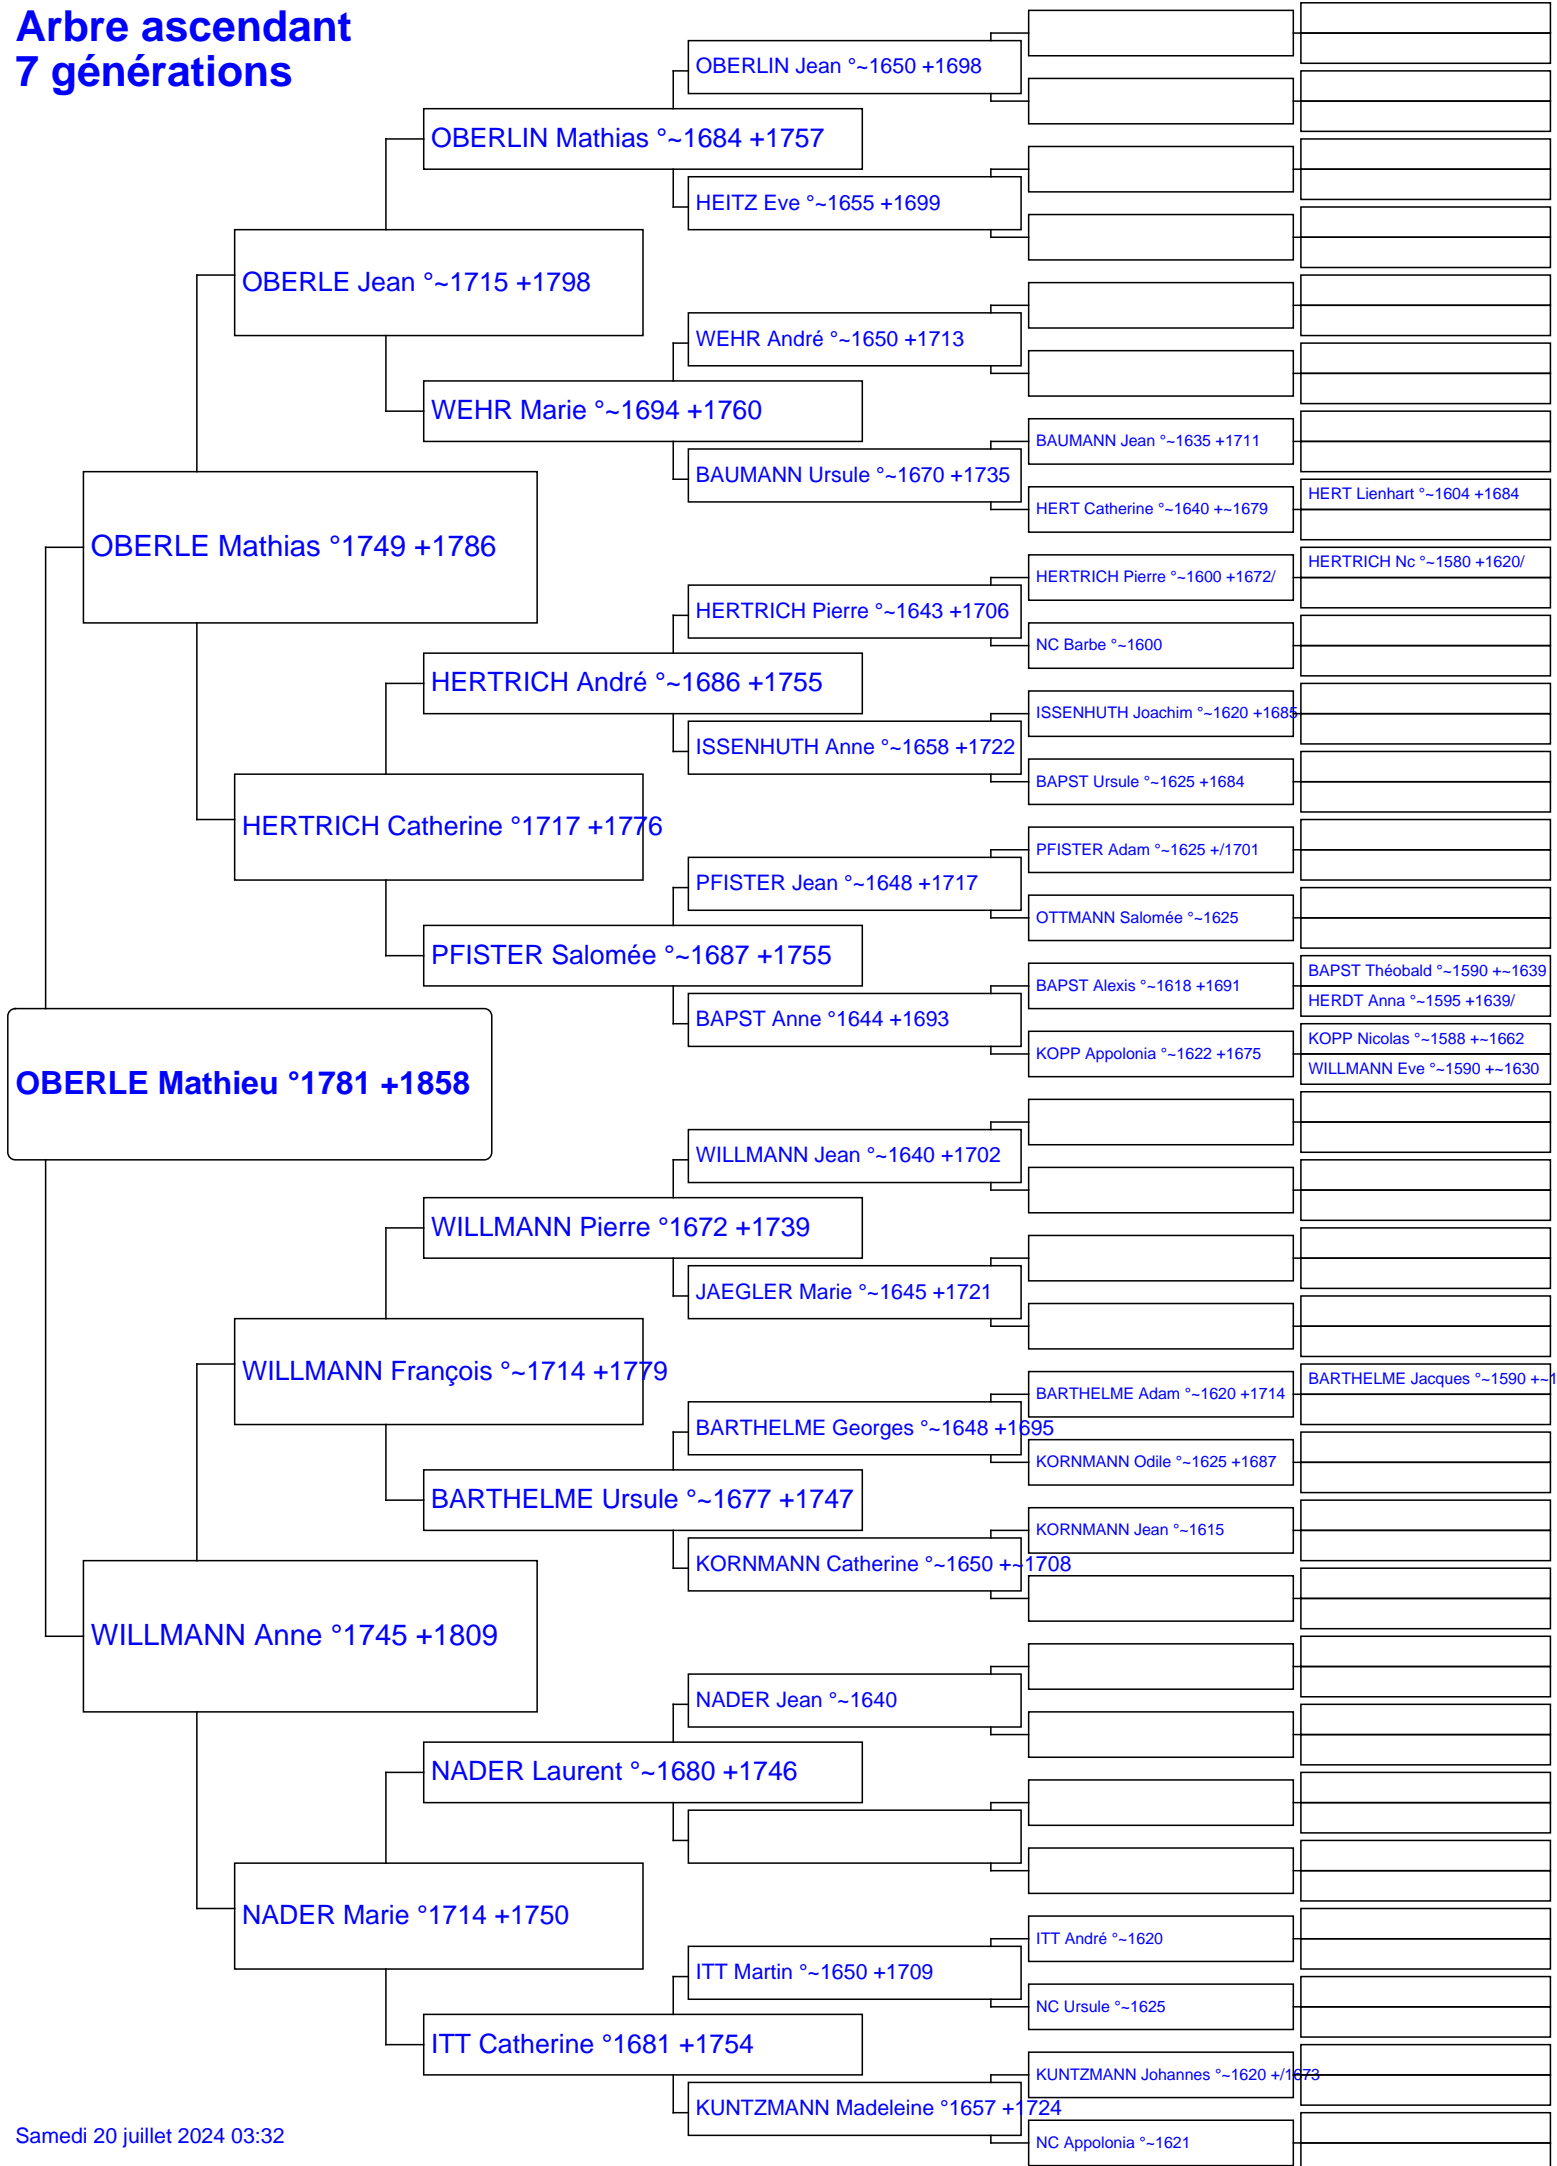 Arbre ascendant
7 générations
OBERLE Mathieu °1781 +1858
OBERLE Mathias °1749 +1786
WILLMANN Anne °1745 +1809
OBERLE Jean °~1715 +1798
HERTRICH Catherine °1717 +1776
WILLMANN François °~1714 +1779
NADER Marie °1714 +1750
OBERLIN Mathias °~1684 +1757
WEHR Marie °~1694 +1760
HERTRICH André °~1686 +1755
PFISTER Salomée °~1687 +1755
WILLMANN Pierre °1672 +1739
BARTHELME Ursule °~1677 +1747
NADER Laurent °~1680 +1746
ITT Catherine °1681 +1754
OBERLIN Jean °~1650 +1698
HEITZ Eve °~1655 +1699
WEHR André °~1650 +1713
BAUMANN Ursule °~1670 +1735
HERTRICH Pierre °~1643 +1706
ISSENHUTH Anne °~1658 +1722
PFISTER Jean °~1648 +1717
BAPST Anne °1644 +1693
WILLMANN Jean °~1640 +1702
JAEGLER Marie °~1645 +1721
BARTHELME Georges °~1648 +1695
KORNMANN Catherine °~1650 +~1708
NADER Jean °~1640
ITT Martin °~1650 +1709
KUNTZMANN Madeleine °1657 +1724
BAUMANN Jean °~1635 +1711
HERT Catherine °~1640 +~1679
HERTRICH Pierre °~1600 +1672/
NC Barbe °~1600
ISSENHUTH Joachim °~1620 +1685
BAPST Ursule °~1625 +1684
PFISTER Adam °~1625 +/1701
OTTMANN Salomée °~1625
BAPST Alexis °~1618 +1691
KOPP Appolonia °~1622 +1675
BARTHELME Adam °~1620 +1714
KORNMANN Odile °~1625 +1687
KORNMANN Jean °~1615
ITT André °~1620
NC Ursule °~1625
KUNTZMANN Johannes °~1620 +/1673
NC Appolonia °~1621
HERT Lienhart °~1604 +1684
HERTRICH Nc °~1580 +1620/
BAPST Théobald °~1590 +~1639
HERDT Anna °~1595 +1639/
KOPP Nicolas °~1588 +~1662
WILLMANN Eve °~1590 +~1630
BARTHELME Jacques °~1590 +~1
Samedi 20 juillet 2024 03:32